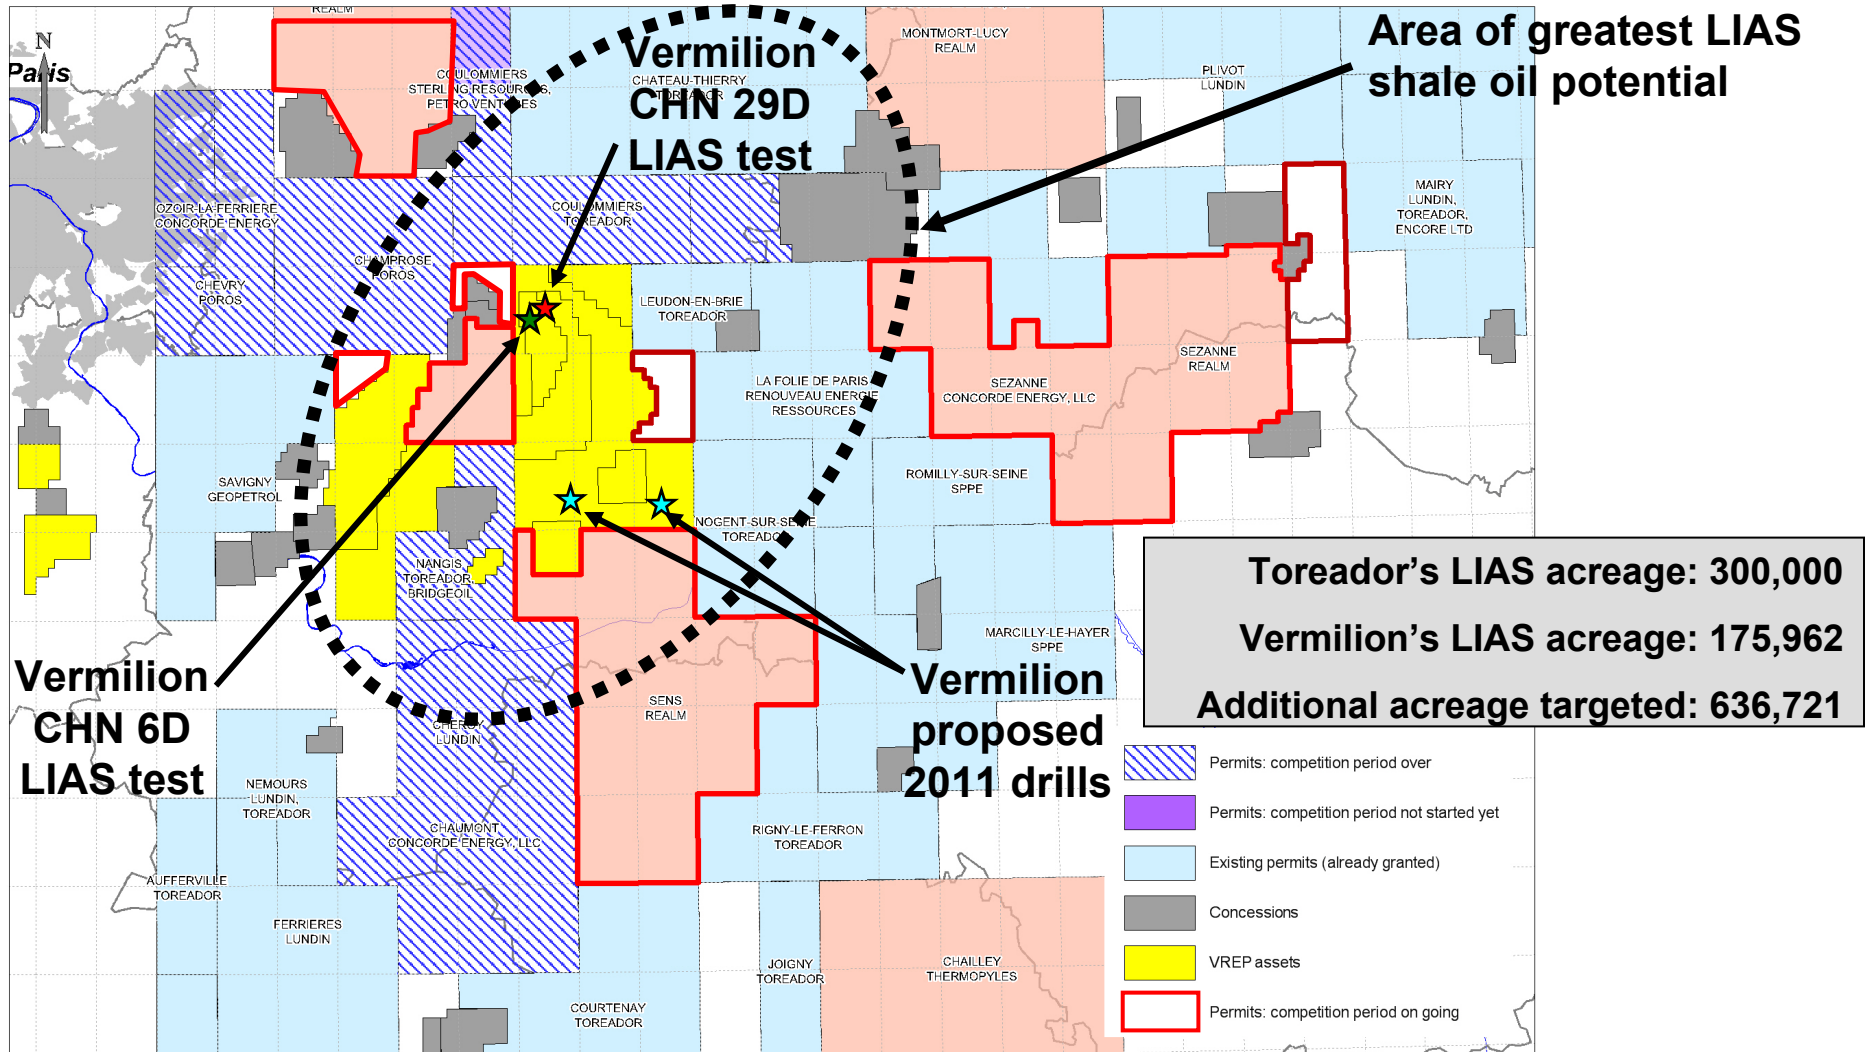 REALM
N
Paris
Vermilion
CHN 29D
LIAS test
Area of greatest LIAS
shale oil potential
COULOMMIERS
STERLING RESOURCES,
PETRO VENTURES
CHATEAU-THIERRY
TOREADOR
MONTMORT-LUCY
REALM
PLIVOT
LUNDIN
OZOIR-LA-FERRIERE
CONCORDE ENERGY
COULOMMIERS
TOREADOR
MAIRY
LUNDIN,
TOREADOR,
ENCORE LTD
CHAMPROSE
POROS
CHEVRY
POROS
LEUDON-EN-BRIE
TOREADOR
SEZANNE
REALM
LA FOLIE DE PARIS
RENOUVEAU ENERGIE
RESSOURCES
SEZANNE
CONCORDE ENERGY, LLC
SAVIGNY
GEOPETROL
ROMILLY-SUR-SEINE
SPPE
NOGENT-SUR-SEINE
TOREADOR
NANGIS
TOREADOR,
BRIDGEOIL
MARCILLY-LE-HAYER
SPPE
Toreador’s LIAS acreage: 300,000
Vermilion’s LIAS acreage: 175,962
Additional acreage targeted: 636,721
Vermilion
CHN 6D
LIAS test
Vermilion
proposed
2011 drills
SENS
REALM
CHEROY
LUNDIN
NEMOURS
LUNDIN,
TOREADOR
CHAUMONT
CONCORDE ENERGY, LLC
RIGNY-LE-FERRON
TOREADOR
AUFFERVILLE
TOREADOR
FERRIERES
LUNDIN
JOIGNY
TOREADOR
CHAILLEY
THERMOPYLES
COURTENAY
TOREADOR
Permits: competition period over
Permits: competition period not started yet
Existing permits (already granted)
Concessions
VREP assets
Permits: competition period on going